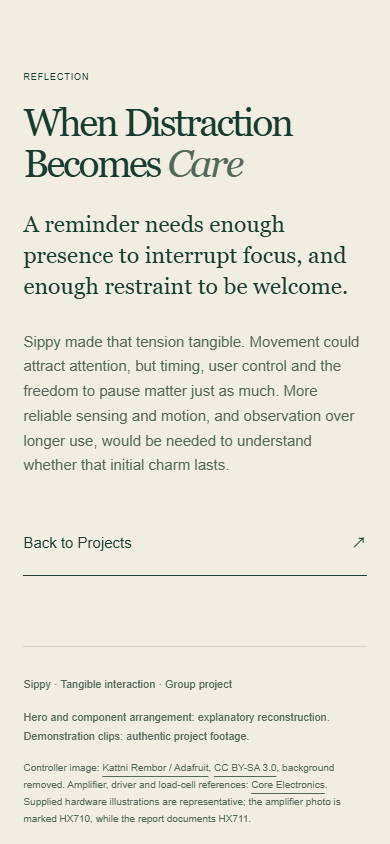 REFLECTION
When Distraction
Becomes Care
A reminder needs enough
presence to interrupt focus, and
enough restraint to be welcome.
Sippy made that tension tangible. Movement could
attract attention, but timing, user control and the
freedom to pause matter just as much. More
reliable sensing and motion, and observation over
longer use, would be needed to understand
whether that initial charm lasts.
Back to Projects ↗
Sippy · Tangible interaction · Group project
Hero and component arrangement: explanatory reconstruction.
Demonstration clips: authentic project footage.
Controller image: Kattni Rembor / Adafruit, CC BY-SA 3.0, background
removed. Amplifier, driver and load-cell references: Core Electronics.
Supplied hardware illustrations are representative; the amplifier photo is
marked HX710, while the report documents HX711.